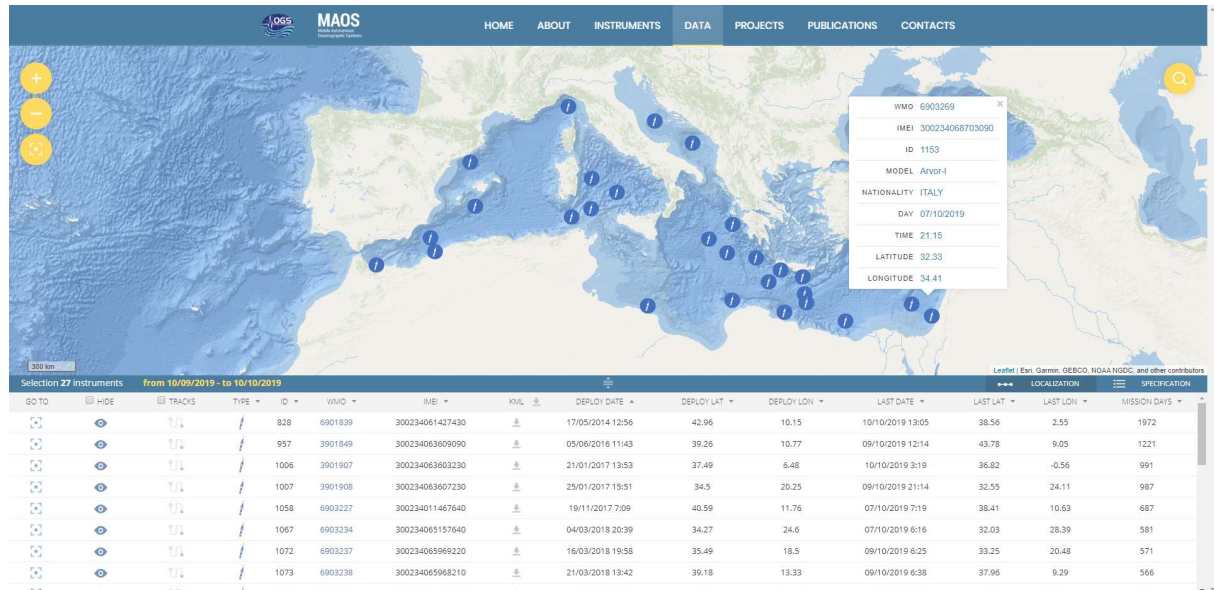 OGS MAOS HOME ABOUT INSTRUMENTS DATA PROJECTS PUBLICATIONS CONTACTS
Mobile Autonomous
Oceanographic Systems
WMO 6903269
IMEI 300234068703090
ID 1153
MODEL Arvor-I
NATIONALITY ITALY
DAY 07/10/2019
TIME 21:15
LATITUDE 32.33
LONGITUDE 34.41
300 km
Leaflet | Esri, Garmin, GEBCO, NOAA NGDC, and other contributors
Selection 27 instruments from 10/09/2019 - to 10/10/2019 LOCALIZATION SPECIFICATION
GO TO HIDE TRACKS TYPE ID WMO IMEI KML DEPLOY DATE DEPLOY LAT DEPLOY LON LAST DATE LAST LAT LAST LON MISSION DAYS
828 6901839 300234061427430 17/05/2014 12:56 42.96 10.15 10/10/2019 13:05 38.56 2.55 1972
957 3901849 300234063609090 05/06/2016 11:43 39.26 10.77 09/10/2019 12:14 43.78 9.05 1221
1006 3901907 300234063603230 21/01/2017 13:53 37.49 6.48 10/10/2019 3:19 36.82 -0.56 991
1007 3901908 300234063607230 25/01/2017 15:51 34.5 20.25 09/10/2019 21:14 32.55 24.11 987
1058 6903227 300234011467640 19/11/2017 7:09 40.59 11.76 07/10/2019 7:19 38.41 10.63 687
1067 6903234 300234065157640 04/03/2018 20:39 34.27 24.6 07/10/2019 6:16 32.03 28.39 581
1072 6903237 300234065969220 16/03/2018 19:58 35.49 18.5 09/10/2019 6:25 33.25 20.48 571
1073 6903238 300234065968210 21/03/2018 13:42 39.18 13.33 09/10/2019 6:38 37.96 9.29 566